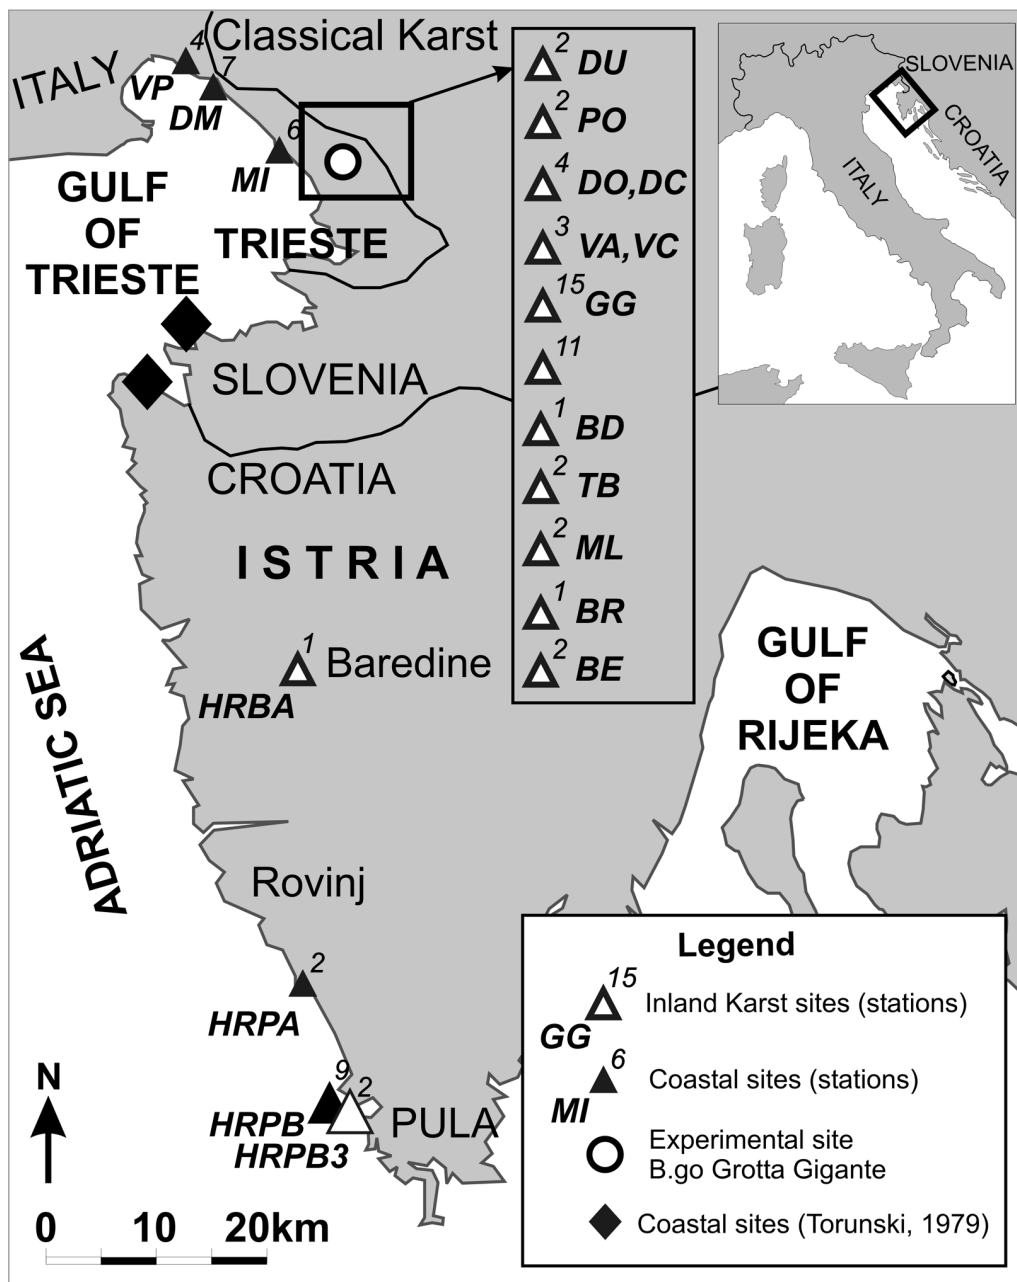 Classical Karst
ITALY
4
VP
7
DM
6
MI
GULF
OF
TRIESTE
TRIESTE
SLOVENIA
CROATIA
I S T R I A
1
Baredine
HRBA
ADRIATIC SEA
Rovinj
2
HRPA
9
2
HRPB
HRPB3
PULA
N
0 10 20km
2 DU
2 PO
4 DO,DC
3 VA,VC
15 GG
11
1 BD
2 TB
2 ML
1 BR
2 BE
SLOVENIA
CROATIA
ITALY
GULF
OF
RIJEKA
Legend
15
GG
Inland Karst sites (stations)
6
MI
Coastal sites (stations)
Experimental site
B.go Grotta Gigante
Coastal sites (Torunski, 1979)